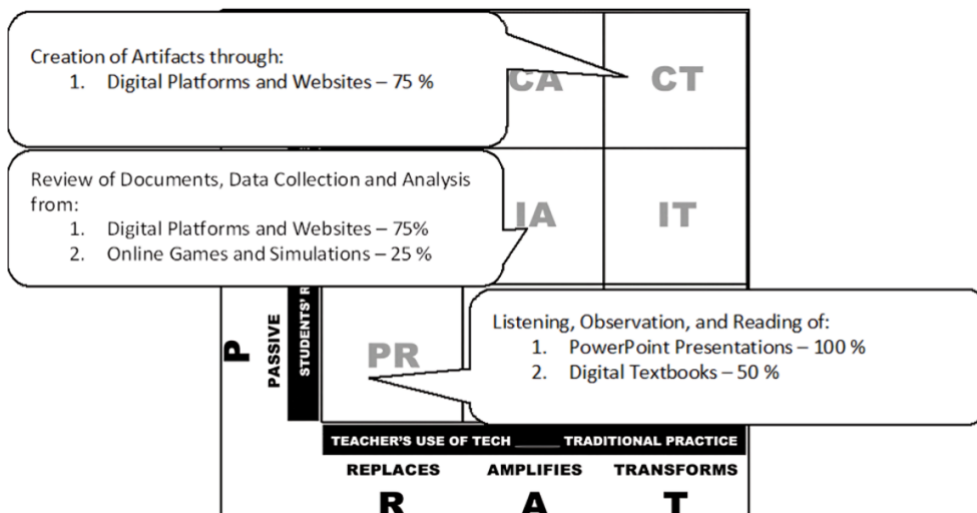 Creation of Artifacts through:
1. Digital Platforms and Websites – 75 %
CA
CT
Review of Documents, Data Collection and Analysis
from:
1. Digital Platforms and Websites – 75%
2. Online Games and Simulations – 25 %
IA
IT
P
PASSIVE
STUDENTS' R
PR
Listening, Observation, and Reading of:
1. PowerPoint Presentations – 100 %
2. Digital Textbooks – 50 %
TEACHER'S USE OF TECH ______ TRADITIONAL PRACTICE
REPLACES
AMPLIFIES
TRANSFORMS
R
A
T